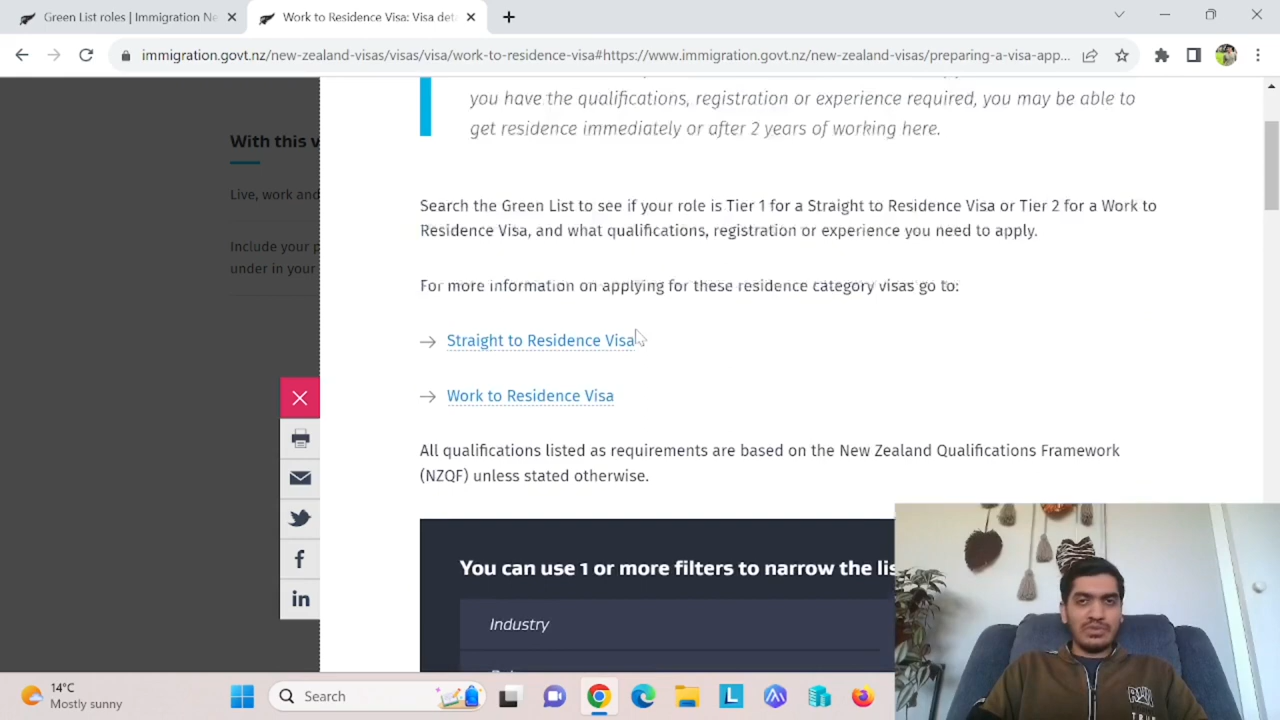 Green List roles | Immigration Ne
Work to Residence Visa: Visa deta
immigration.govt.nz/new-zealand-visas/visas/visa/work-to-residence-visa#https://www.immigration.govt.nz/new-zealand-visas/preparing-a-visa-app...
you have the qualifications, registration or experience required, you may be able to
get residence immediately or after 2 years of working here.
With this v
Live, work and
Include your p
under in your
Search the Green List to see if your role is Tier 1 for a Straight to Residence Visa or Tier 2 for a Work to
Residence Visa, and what qualifications, registration or experience you need to apply.
For more information on applying for these residence category visas go to:
Straight to Residence Visa
Work to Residence Visa
All qualifications listed as requirements are based on the New Zealand Qualifications Framework
(NZQF) unless stated otherwise.
You can use 1 or more filters to narrow the lis
Industry
14°C
Mostly sunny
Search